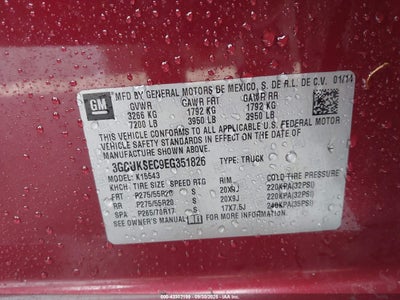 GM
MFD BY GENERAL MOTORS DE MEXICO, S. DE R.L. DE C.V. 01/14
GVWR GAWR FRT GAWR RR
3266 KG 1792 KG 1792 KG
7200 LB 3950 LB 3950 LB
THIS VEHICLE CONFORMS TO ALL APPLICABLE U.S. FEDERAL MOTOR
VEHICLE SAFETY STANDARDS IN EFFECT ON THE DATE OF
MANUFACTURE SHOWN ABOVE.
3GCUKSEC9EG351826 TYPE: TRUCK
MODEL: K15543
KHCH TIRE SIZE SPEED RTG RIM COLD TIRE PRESSURE
FRT P275/55R20 S 20X9J 220KPA(32PSI)
RR P275/55R20 S 20X9J 220KPA(32PSI)
SPA P265/70R17 17X7.5J 240KPA(35PSI)
SEE OWNER'S MANUAL FOR MORE INFORMATION.